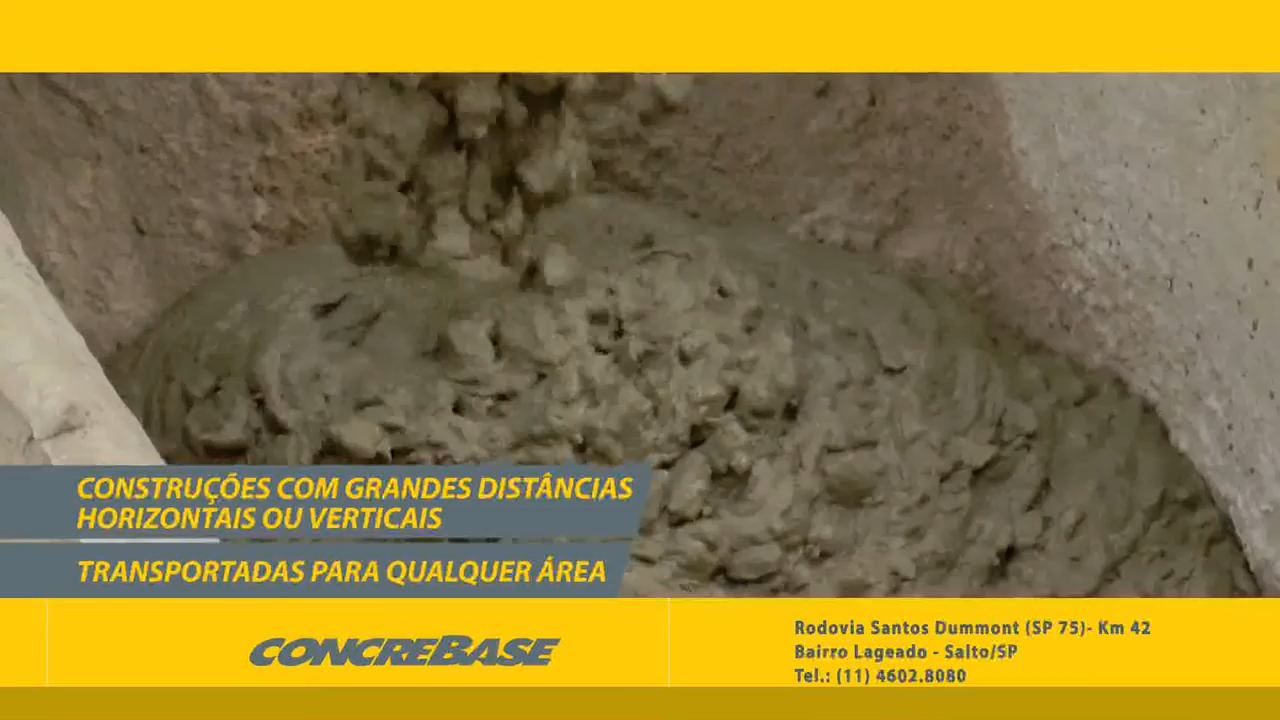 CONSTRUÇÓES COM GRANDES DISTÂNCIAS
HORIZONTAIS OU VERTICAIS
TRANSPORTADAS PARA QUALQUER ÁREA
CONCREBASE
Rodovia Santos Dummont (SP 75)- Km 42
Bairro Lageado - Salto/SP
Tel.: (11) 4602.8080